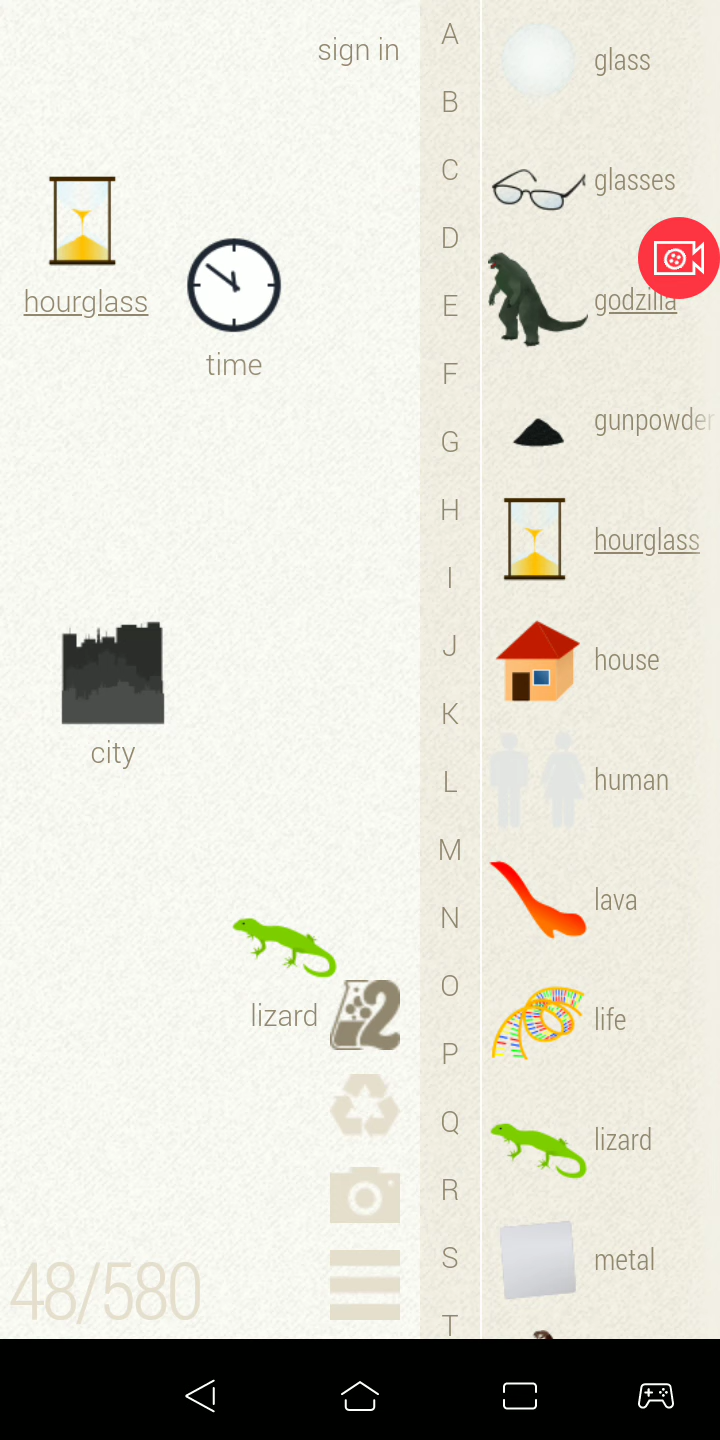 sign in
hourglass
time
city
lizard
2
48/580
A
B
C
D
E
F
G
H
I
J
K
L
M
N
O
P
Q
R
S
T
glass
glasses
godzilla
gunpowder
hourglass
house
human
lava
life
lizard
metal